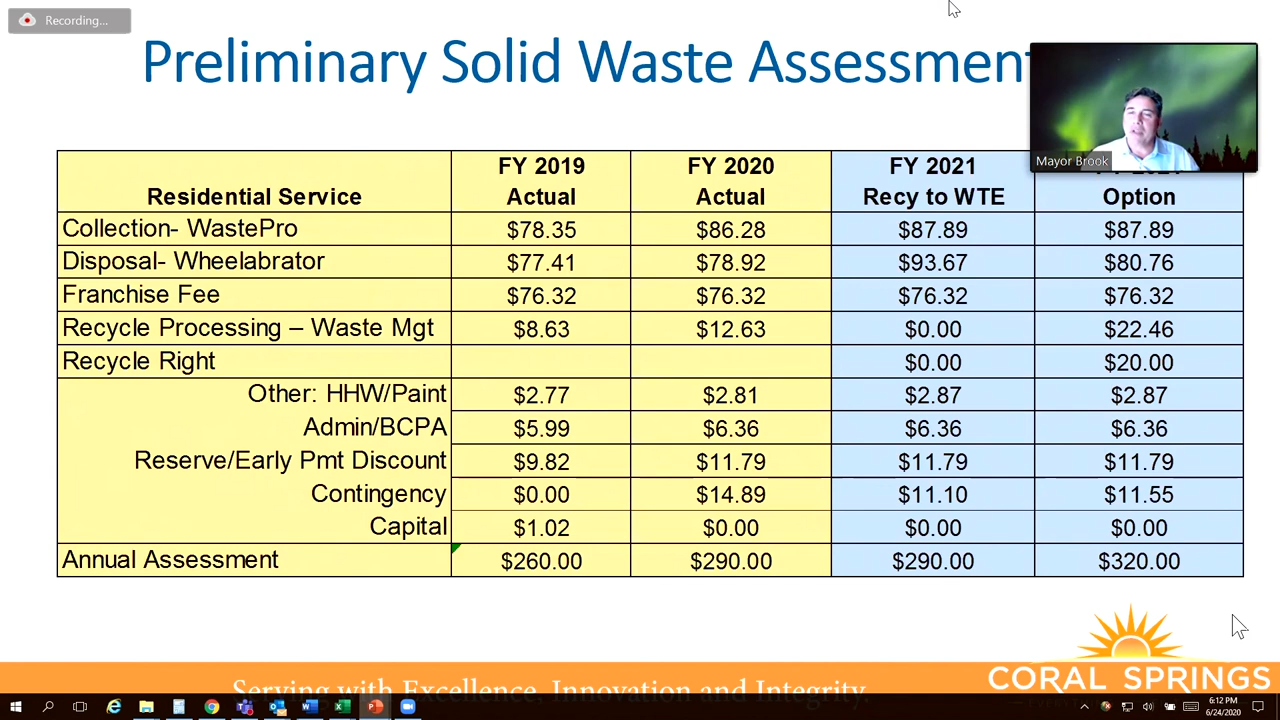 Recording...
Preliminary Solid Waste Assessment
Mayor Brook
Residential Service FY 2019 Actual FY 2020 Actual FY 2021 Recy to WTE Option
Collection- WastePro $78.35 $86.28 $87.89 $87.89
Disposal- Wheelabrator $77.41 $78.92 $93.67 $80.76
Franchise Fee $76.32 $76.32 $76.32 $76.32
Recycle Processing – Waste Mgt $8.63 $12.63 $0.00 $22.46
Recycle Right $0.00 $20.00
Other: HHW/Paint $2.77 $2.81 $2.87 $2.87
Admin/BCPA $5.99 $6.36 $6.36 $6.36
Reserve/Early Pmt Discount $9.82 $11.79 $11.79 $11.79
Contingency $0.00 $14.89 $11.10 $11.55
Capital $1.02 $0.00 $0.00 $0.00
Annual Assessment $260.00 $290.00 $290.00 $320.00
CORAL SPRINGS
Serving with Excellence, Innovation and Integrity.
6:12 PM
6/24/2020